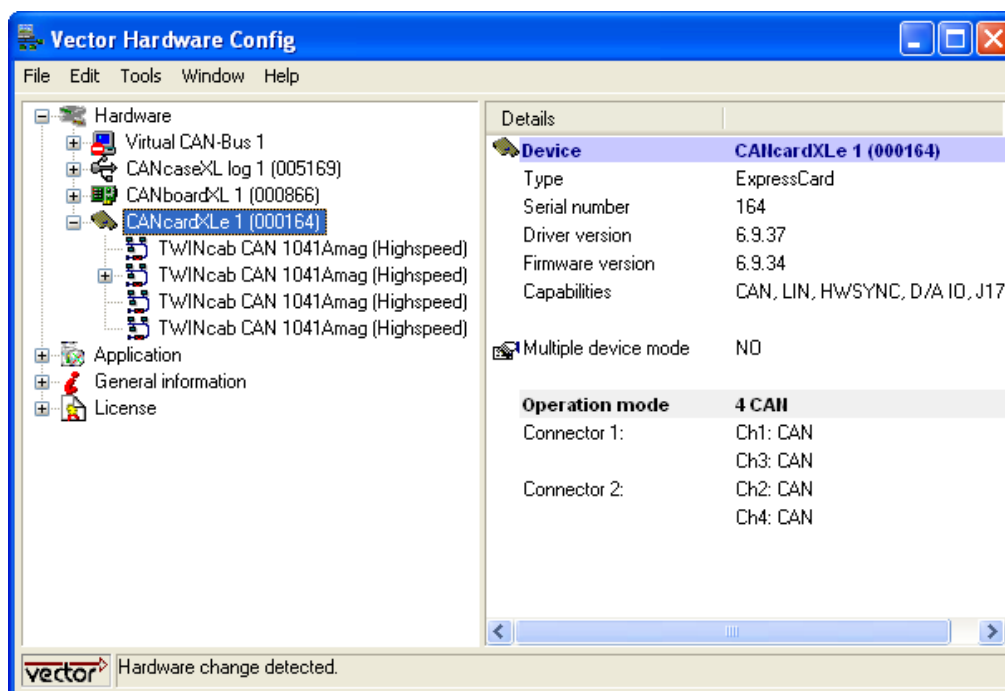 Vector Hardware Config
File Edit Tools Window Help
Hardware
Virtual CAN-Bus 1
CANcaseXL log 1 (005169)
CANboardXL 1 (000866)
CANcardXLe 1 (000164)
TWINcab CAN 1041Amag (Highspeed)
TWINcab CAN 1041Amag (Highspeed)
TWINcab CAN 1041Amag (Highspeed)
TWINcab CAN 1041Amag (Highspeed)
Application
General information
License
Details
Device CANcardXLe 1 (000164)
Type ExpressCard
Serial number 164
Driver version 6.9.37
Firmware version 6.9.34
Capabilities CAN, LIN, HWSYNC, D/A IO, J17
Multiple device mode NO
Operation mode 4 CAN
Connector 1: Ch1: CAN
Ch3: CAN
Connector 2: Ch2: CAN
Ch4: CAN
vector Hardware change detected.